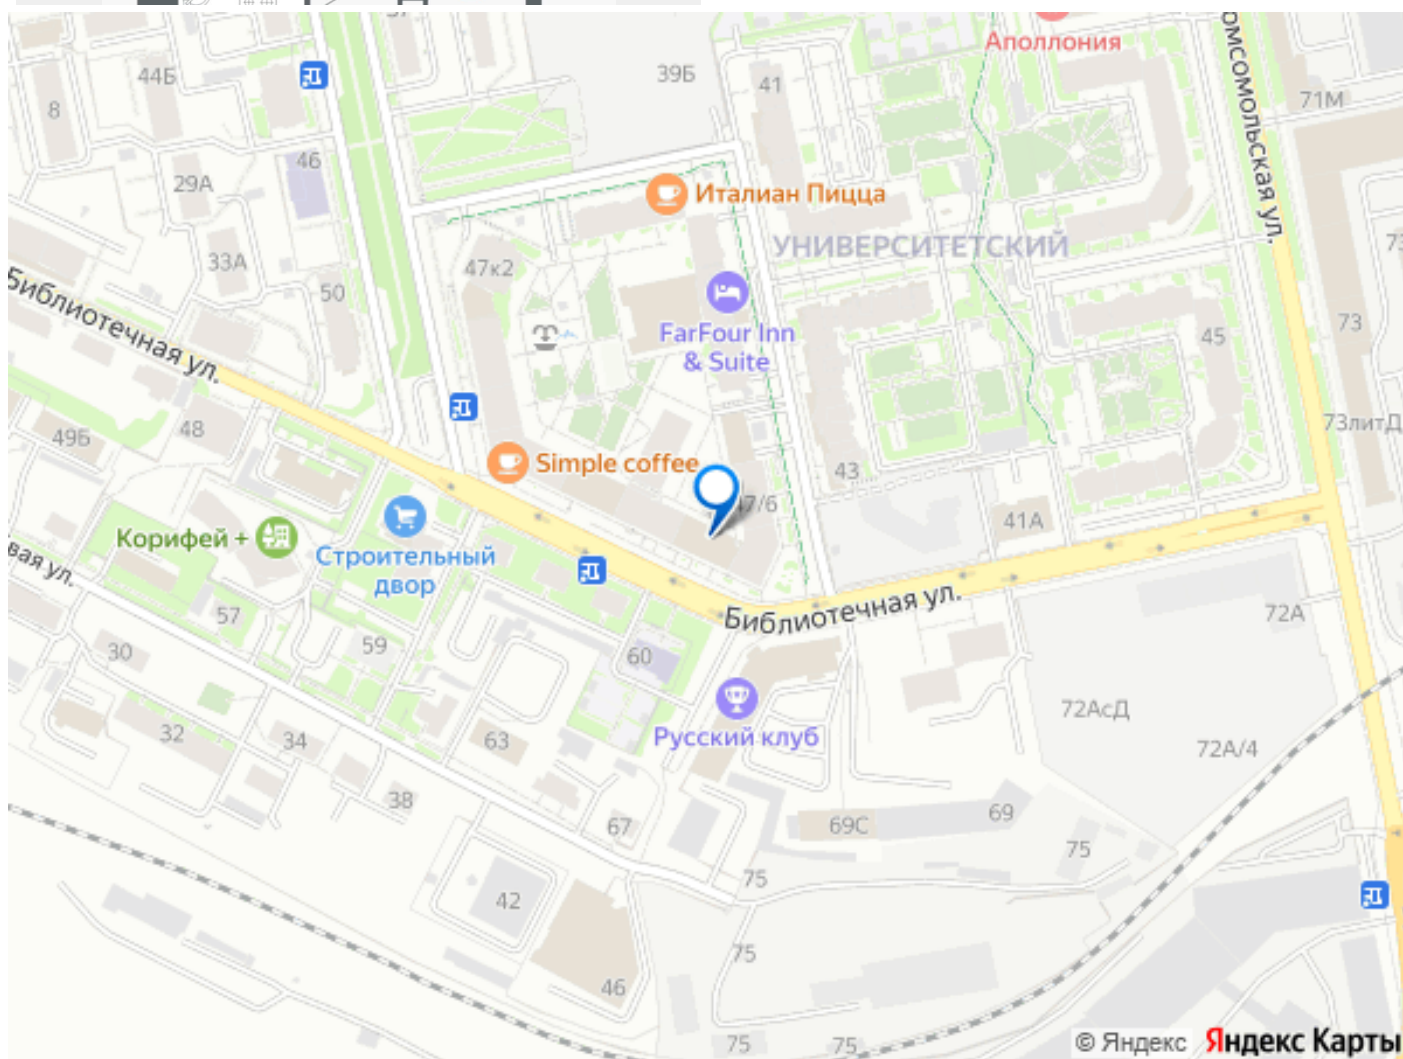 Аполлония
омсомольская ул.
44Б
39Б
41
71М
8
46
29А
Италиан Пицца
УНИВЕРСИТЕТСКИЙ
33А
47к2
50
FarFour Inn
& Suite
73
45
Библиотечная ул.
73литД
49Б
48
Simple coffee
43
47/6
41А
Корифей +
Строительный
двор
вая ул.
Библиотечная ул.
57
59
60
72А
30
72АсД
Русский клуб
32
34
63
72А/4
38
67
69С
69
75
75
42
75
46
75
75
© Яндекс
Яндекс Карты